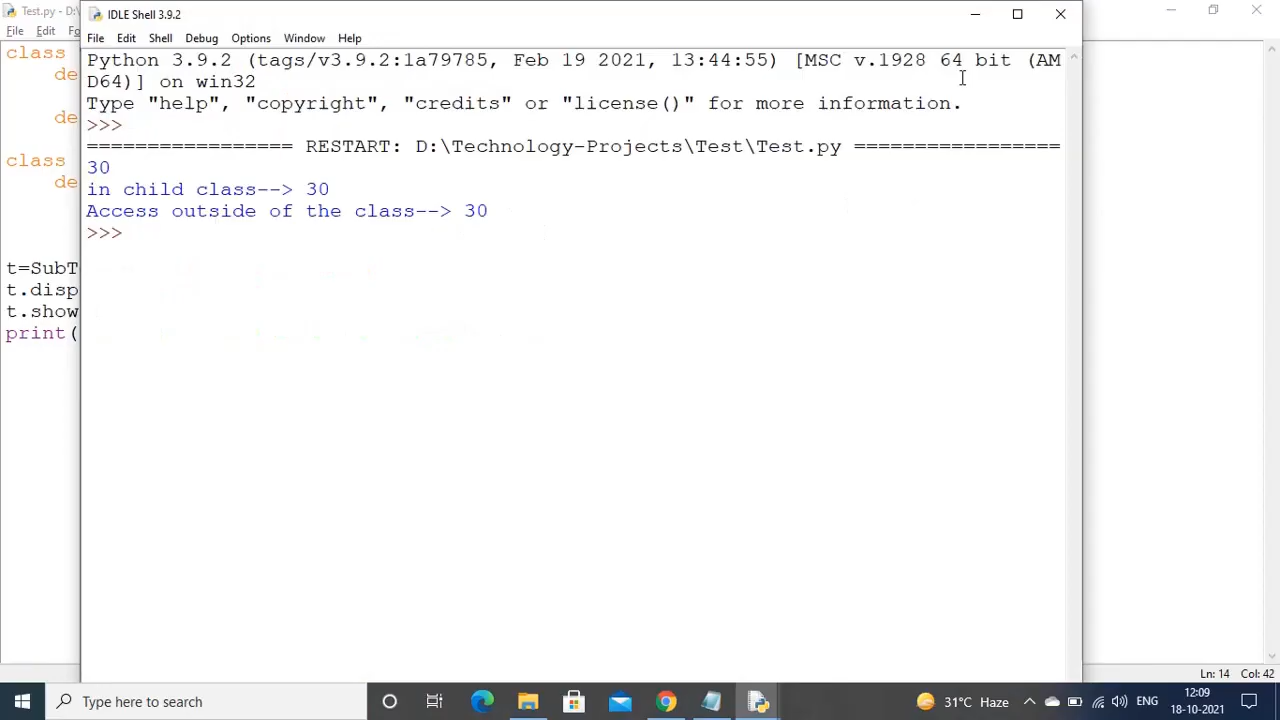 Test.py - D:\
IDLE Shell 3.9.2
File Edit Fo
File Edit Shell Debug Options Window Help
class
de
de
class
de
t=SubT
t.disp
t.show
print(
Python 3.9.2 (tags/v3.9.2:1a79785, Feb 19 2021, 13:44:55) [MSC v.1928 64 bit (AM
D64)] on win32
Type "help", "copyright", "credits" or "license()" for more information.
>>>
================= RESTART: D:\Technology-Projects\Test\Test.py =================
30
in child class--> 30
Access outside of the class--> 30
>>>
Ln: 14 Col: 42
Type here to search
31°C Haze
ENG
12:09
18-10-2021